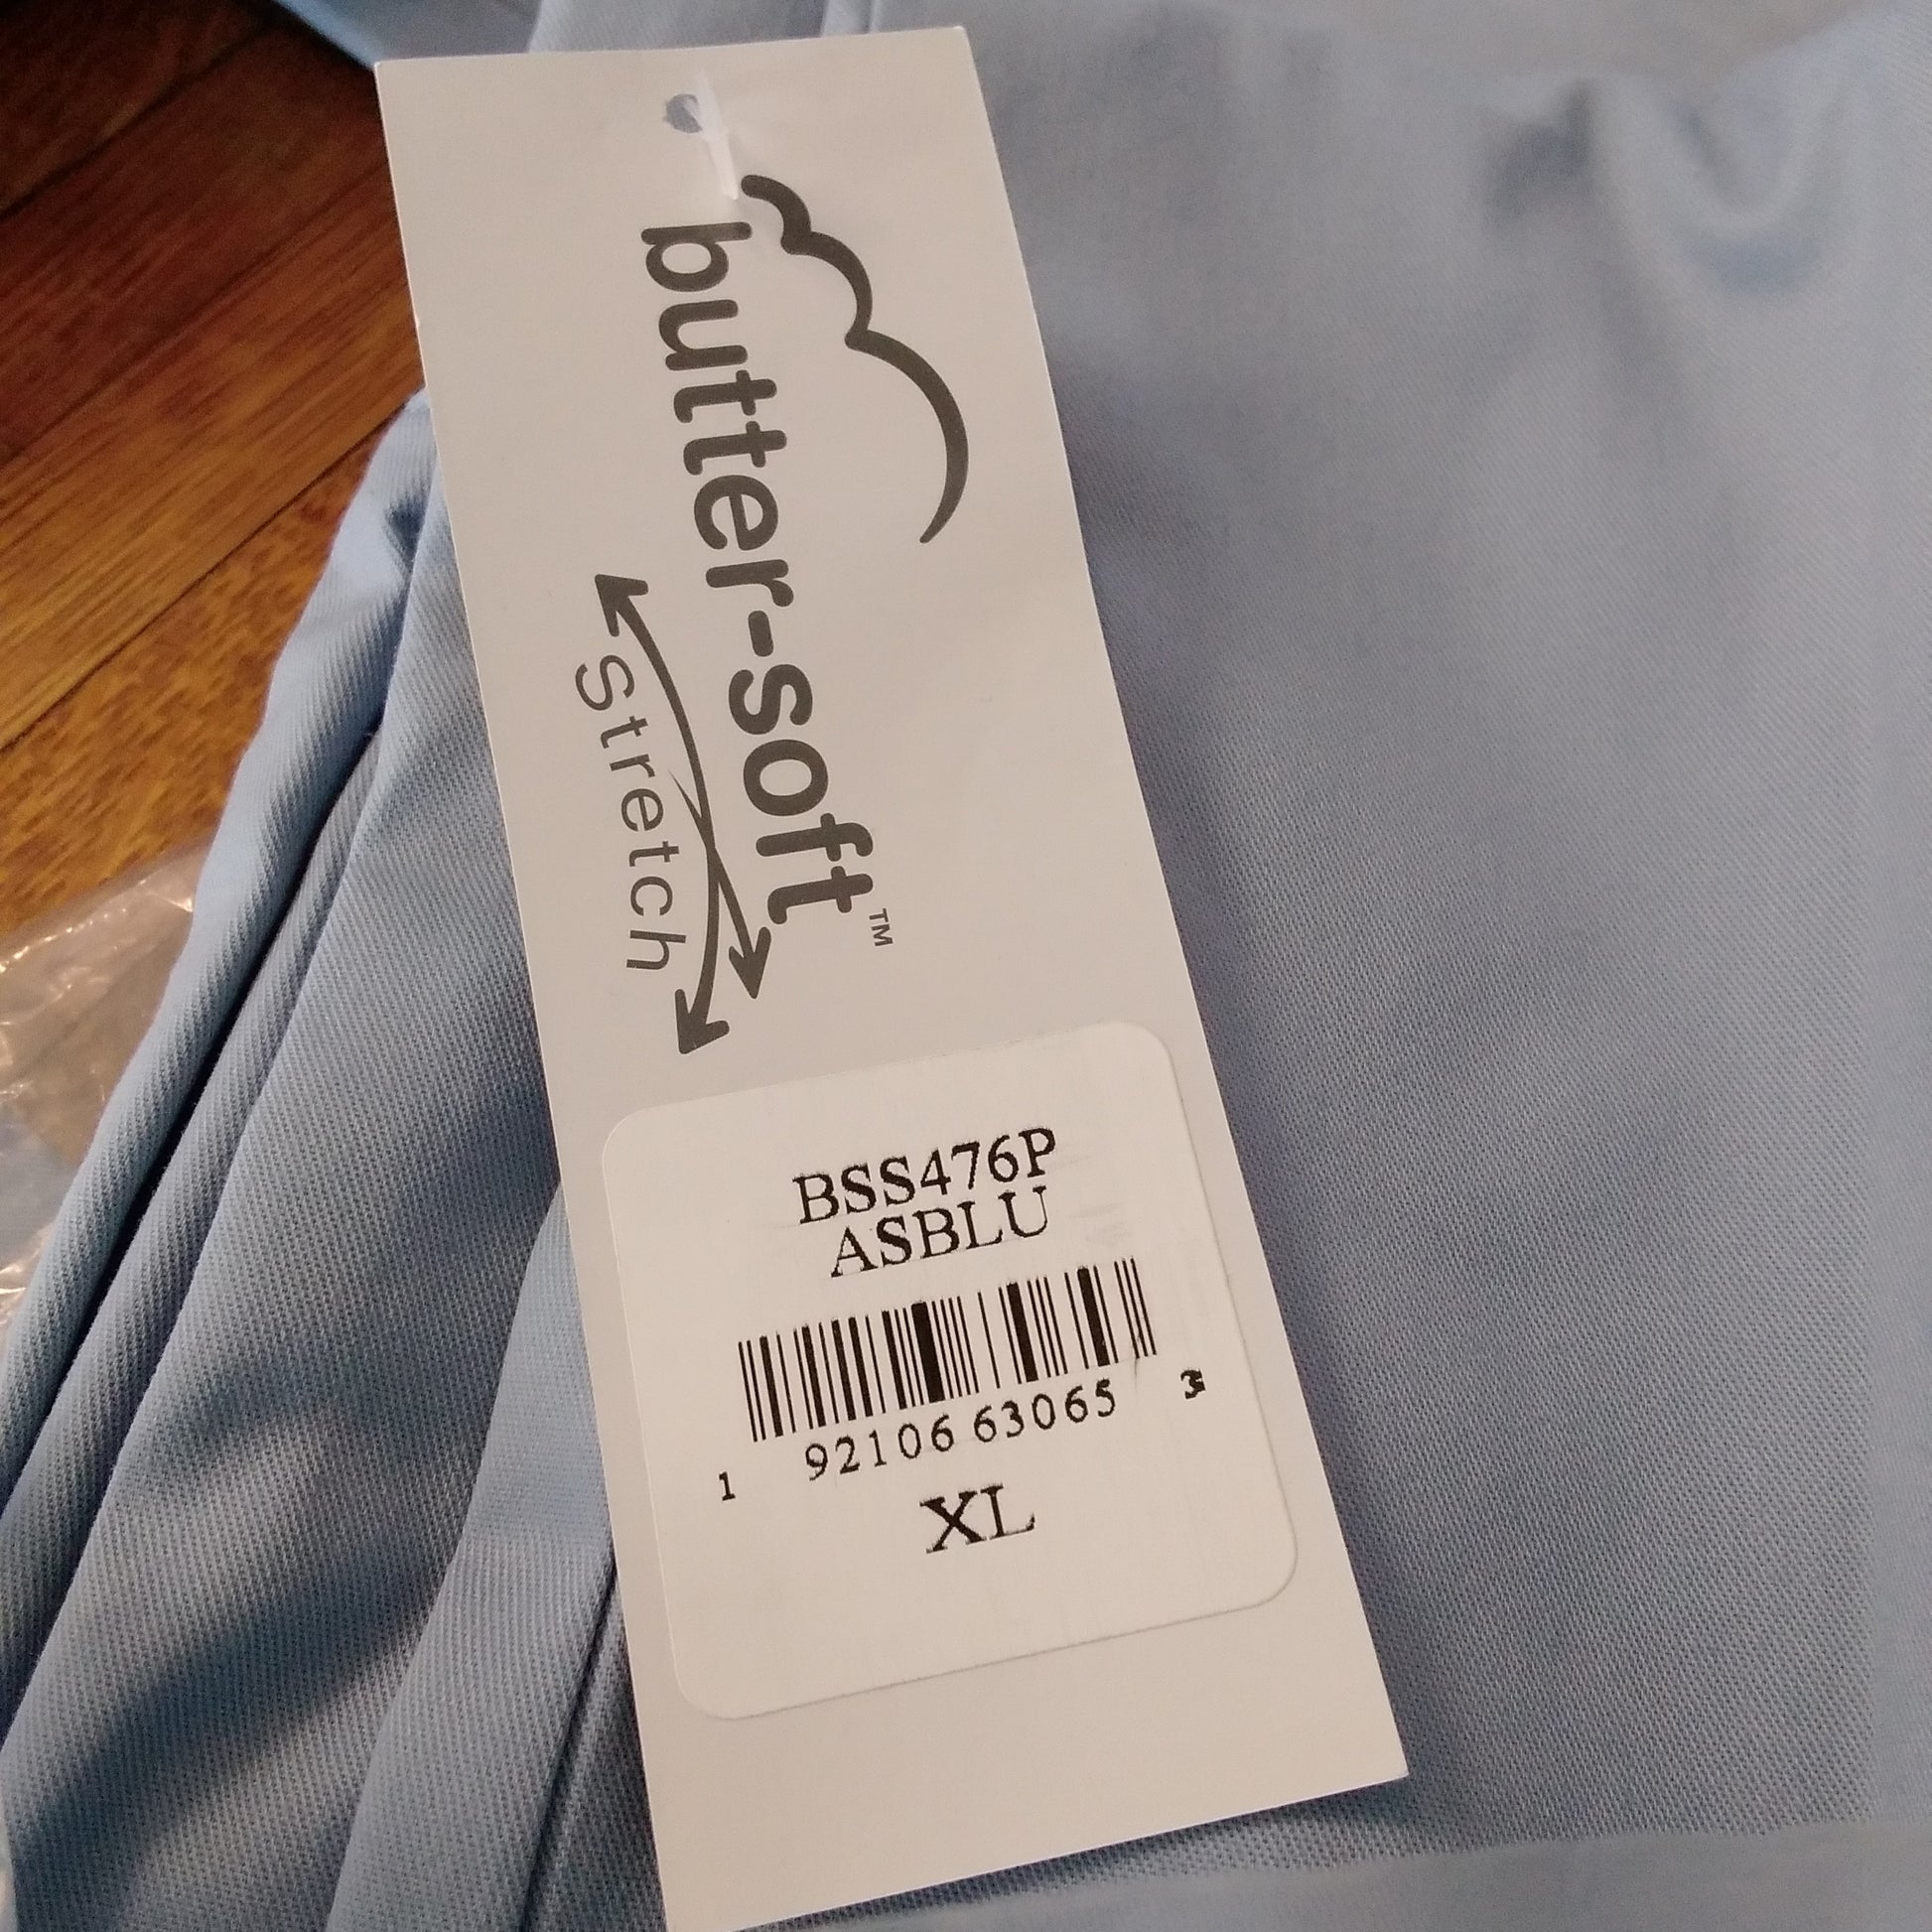 butter-soft™
Stretch
BSS476P
ASBLU
1 92106 63065 3
XL